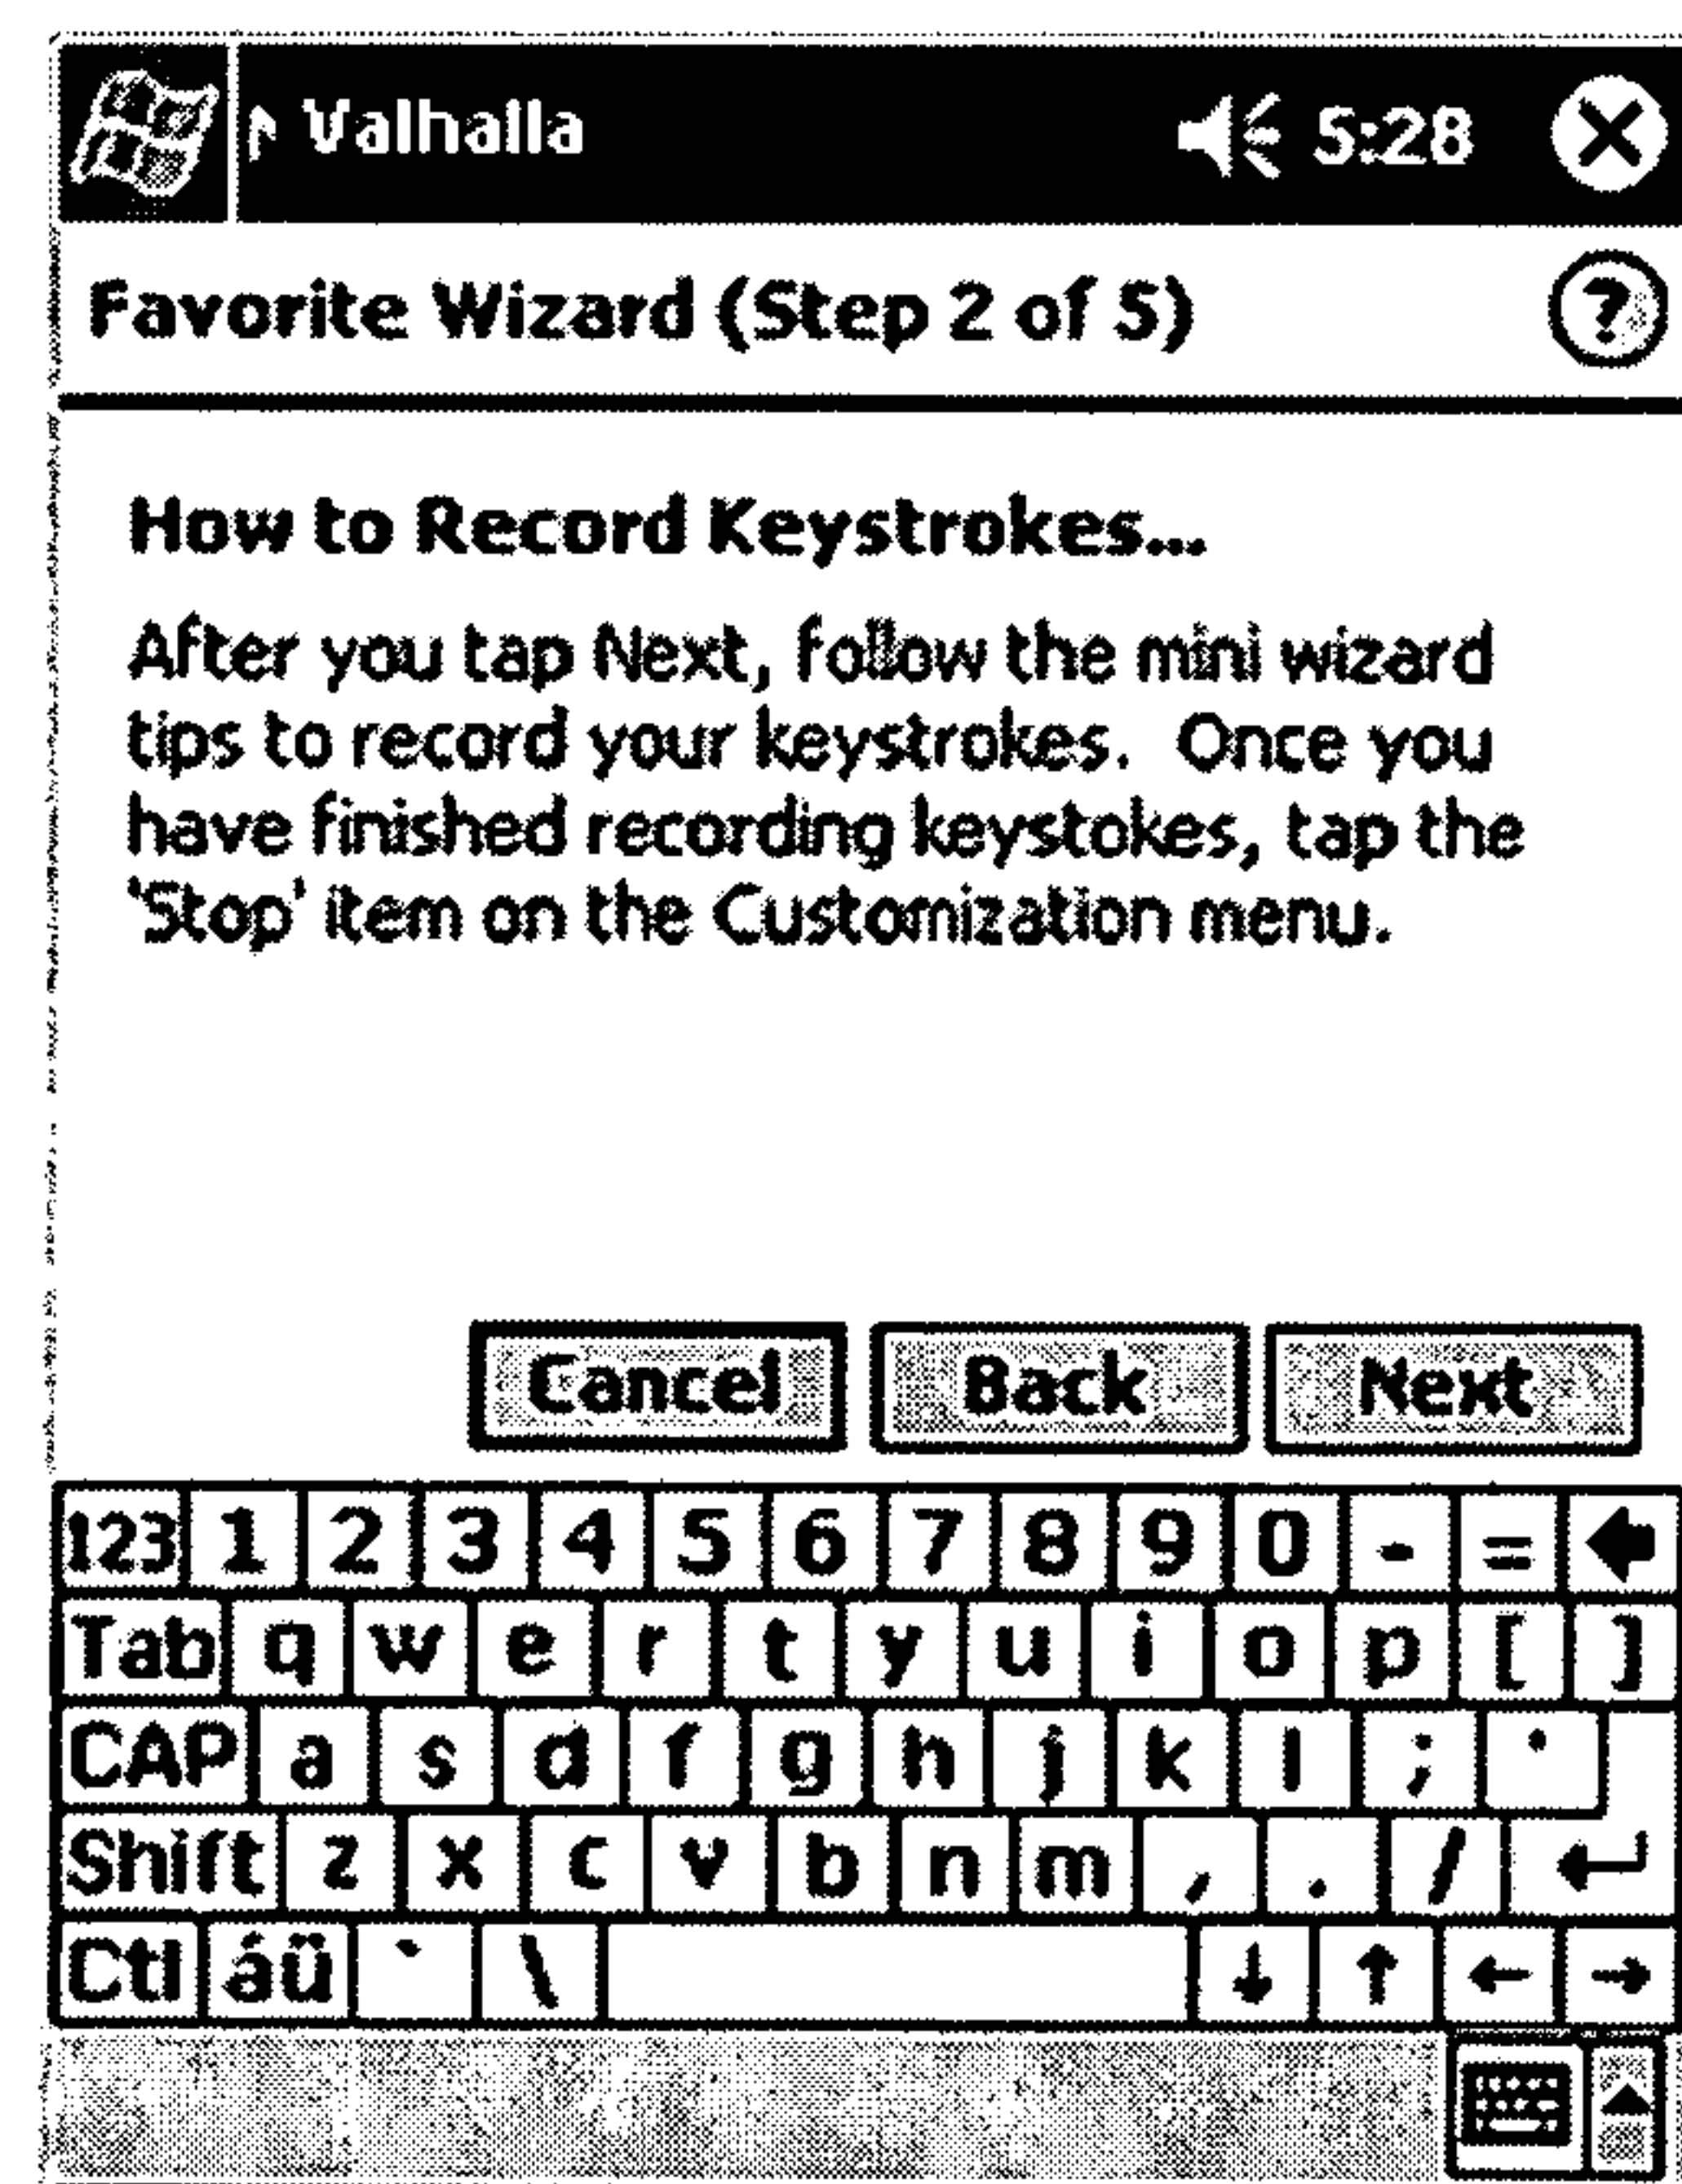 Valhalla 5:28
Favorite Wizard (Step 2 of 5) ?
How to Record Keystrokes...
After you tap Next, follow the mini wizard
tips to record your keystrokes. Once you
have finished recording keystokes, tap the
'Stop' item on the Customization menu.
Cancel Back Next
123 1 2 3 4 5 6 7 8 9 0 - =
Tab q w e r t y u i o p [ ]
CAP a s d f g h j k l ; '
Shift z x c v b n m , . /
Ctl áü ` \ ↓ ↑ ← →